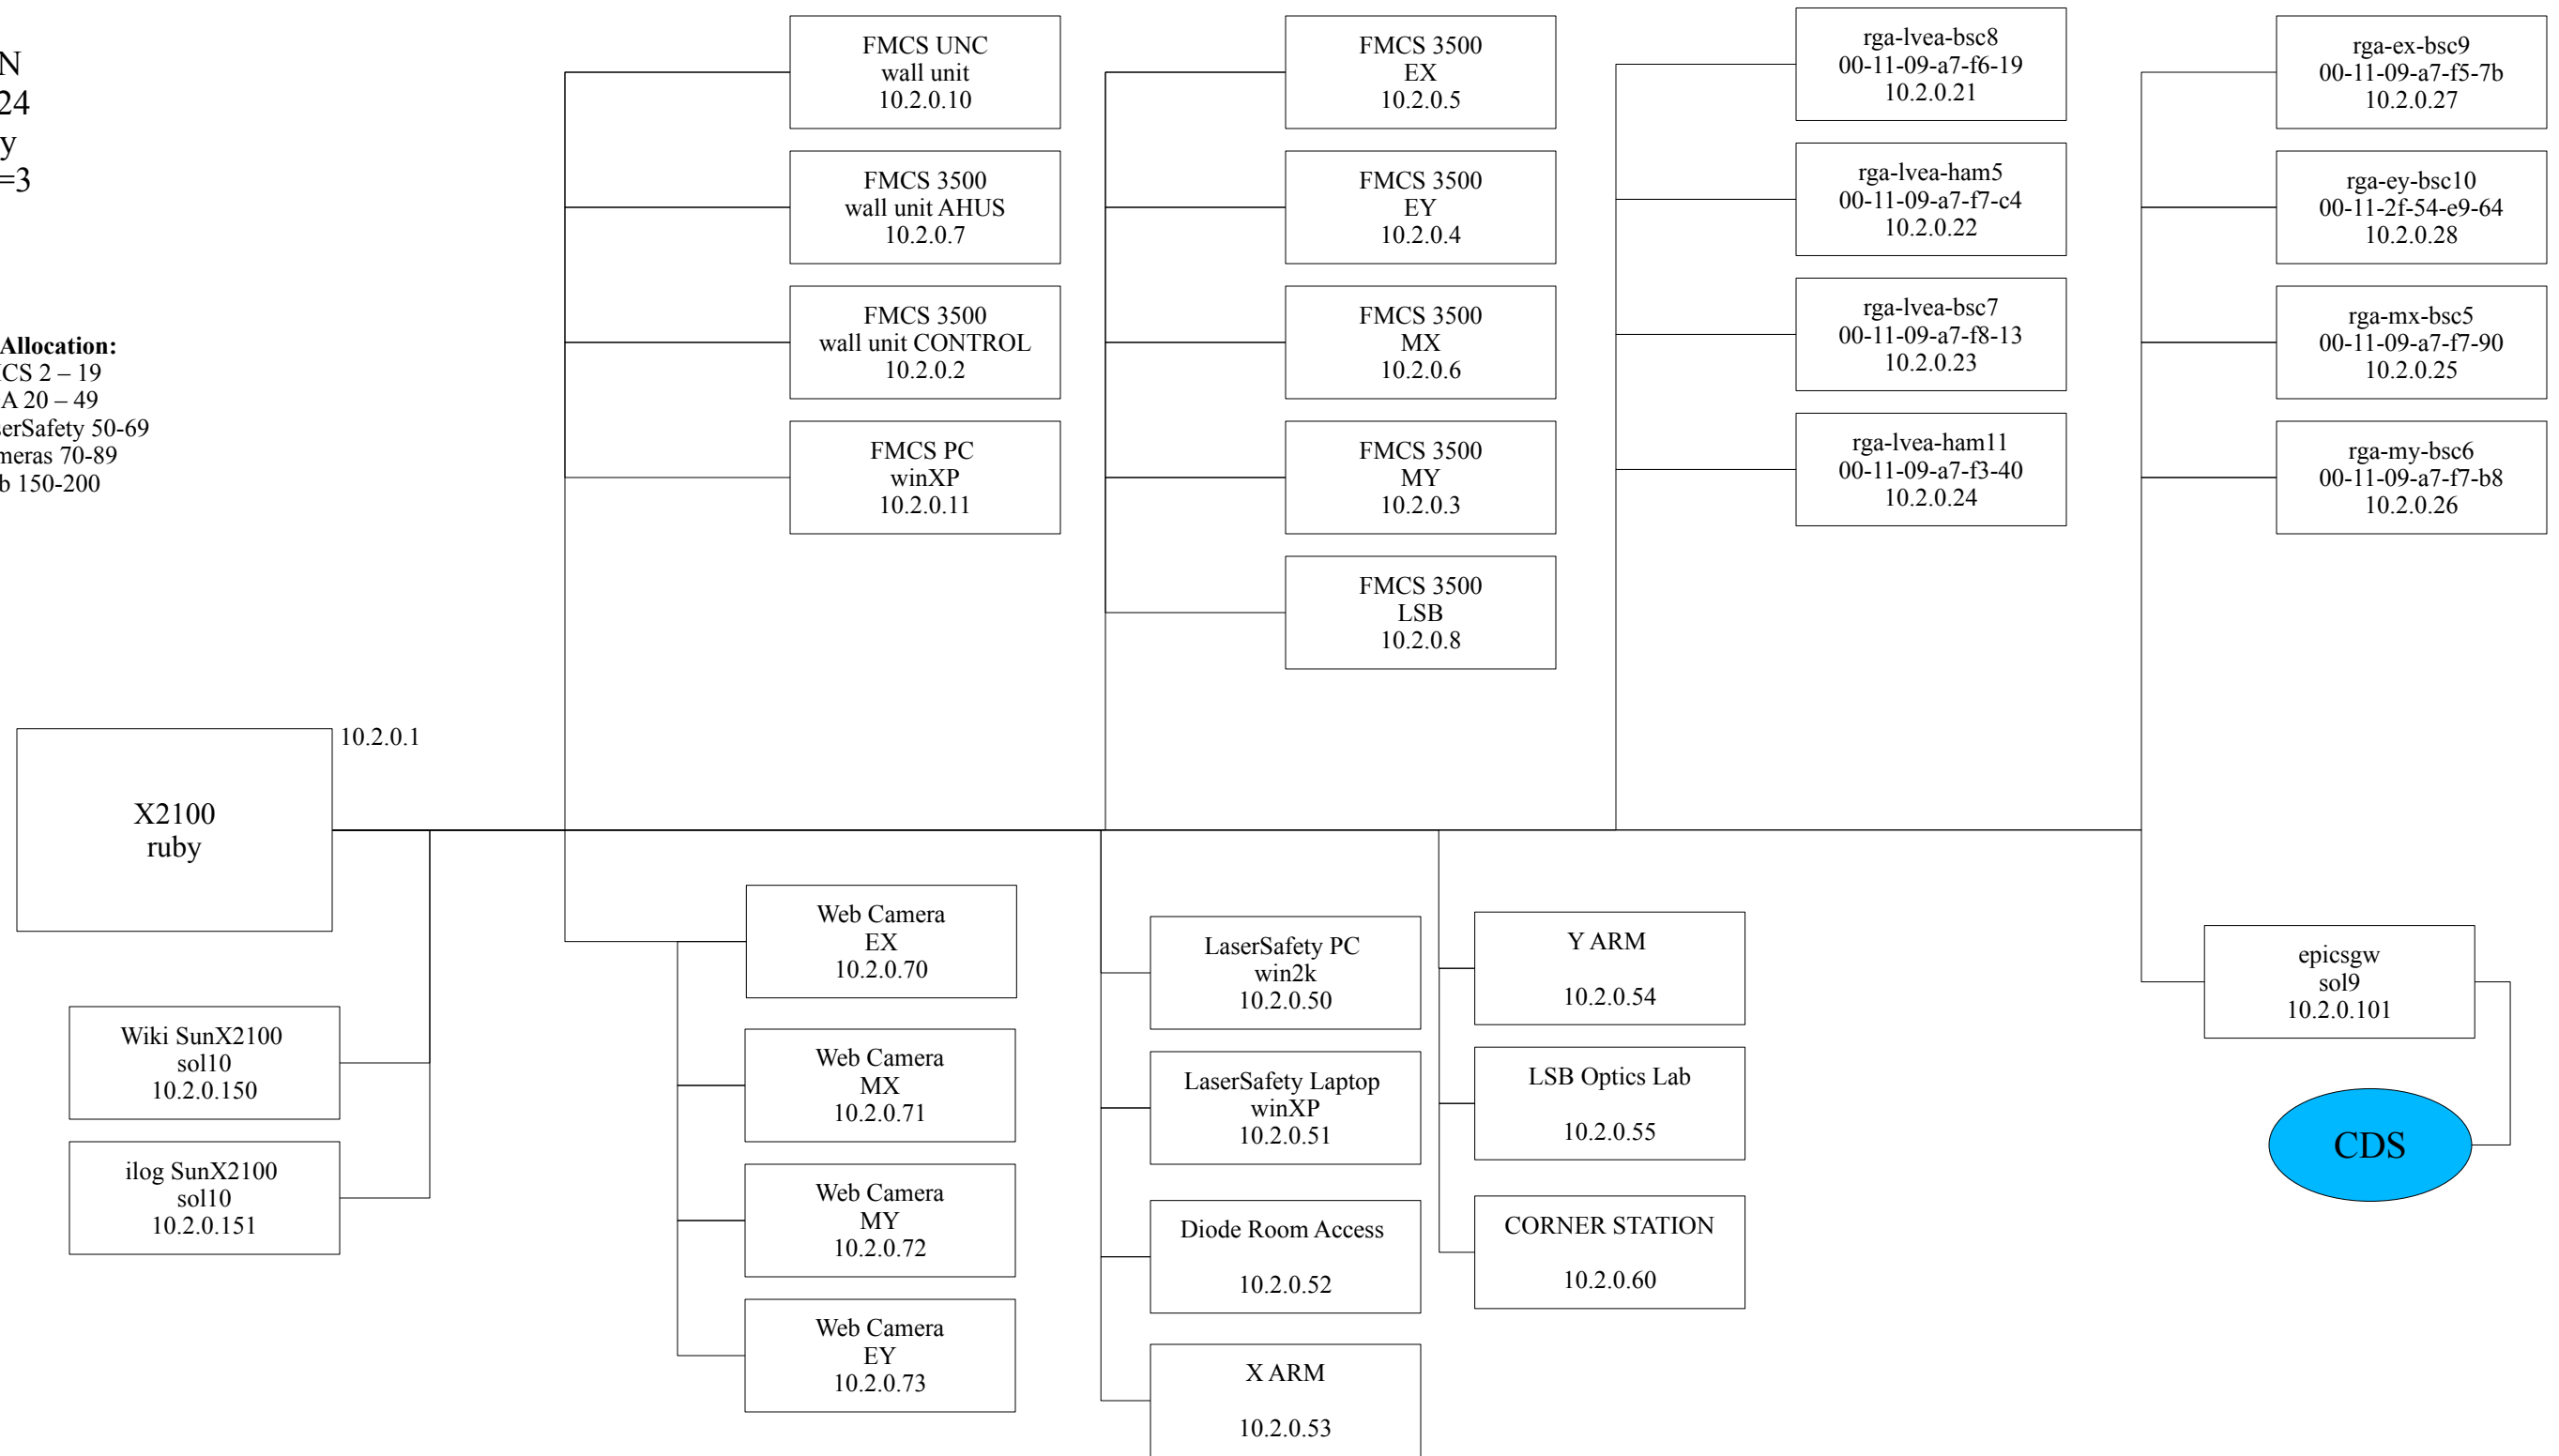 N
24
y
=3
Allocation:
CS 2 – 19
A 20 – 49
serSafety 50-69
meras 70-89
b 150-200
FMCS UNC
wall unit
10.2.0.10
FMCS 3500
wall unit AHUS
10.2.0.7
FMCS 3500
wall unit CONTROL
10.2.0.2
FMCS PC
winXP
10.2.0.11
FMCS 3500
EX
10.2.0.5
FMCS 3500
EY
10.2.0.4
FMCS 3500
MX
10.2.0.6
FMCS 3500
MY
10.2.0.3
FMCS 3500
LSB
10.2.0.8
rga-lvea-bsc8
00-11-09-a7-f6-19
10.2.0.21
rga-lvea-ham5
00-11-09-a7-f7-c4
10.2.0.22
rga-lvea-bsc7
00-11-09-a7-f8-13
10.2.0.23
rga-lvea-ham11
00-11-09-a7-f3-40
10.2.0.24
rga-ex-bsc9
00-11-09-a7-f5-7b
10.2.0.27
rga-ey-bsc10
00-11-2f-54-e9-64
10.2.0.28
rga-mx-bsc5
00-11-09-a7-f7-90
10.2.0.25
rga-my-bsc6
00-11-09-a7-f7-b8
10.2.0.26
10.2.0.1
X2100
ruby
Wiki SunX2100
sol10
10.2.0.150
ilog SunX2100
sol10
10.2.0.151
Web Camera
EX
10.2.0.70
Web Camera
MX
10.2.0.71
Web Camera
MY
10.2.0.72
Web Camera
EY
10.2.0.73
LaserSafety PC
win2k
10.2.0.50
LaserSafety Laptop
winXP
10.2.0.51
Diode Room Access
10.2.0.52
X ARM
10.2.0.53
Y ARM
10.2.0.54
LSB Optics Lab
10.2.0.55
CORNER STATION
10.2.0.60
epicsgw
sol9
10.2.0.101
CDS